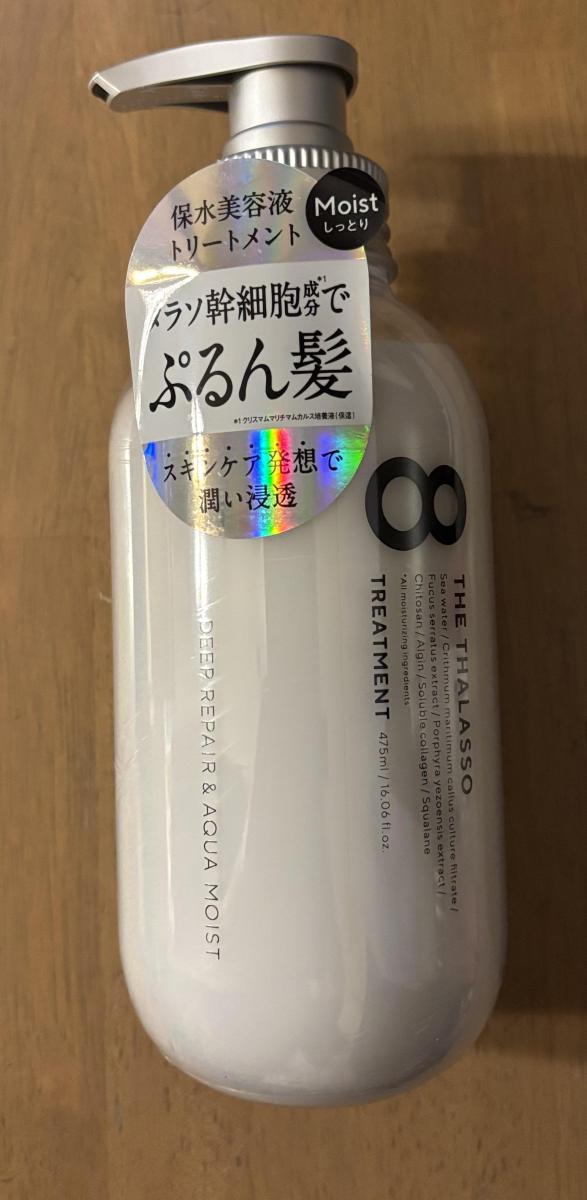 保水美容液
トリートメント
Moist
しっとり
ラソ幹細胞成分*1で
ぷるん髪
*1 クリスマムマリチマムカルス培養液(保湿)
スキンケア発想で
潤い浸透
8
THE THALASSO
Sea water / Crithmum maritimum callus culture filtrate /
Fucus serratus extract / Porphyra yezoensis extract /
Chitosan / Algin / Soluble collagen / Squalane
*All moisturizing ingredients
TREATMENT 475ml / 16.06 fl.oz.
DEEP REPAIR & AQUA MOIST